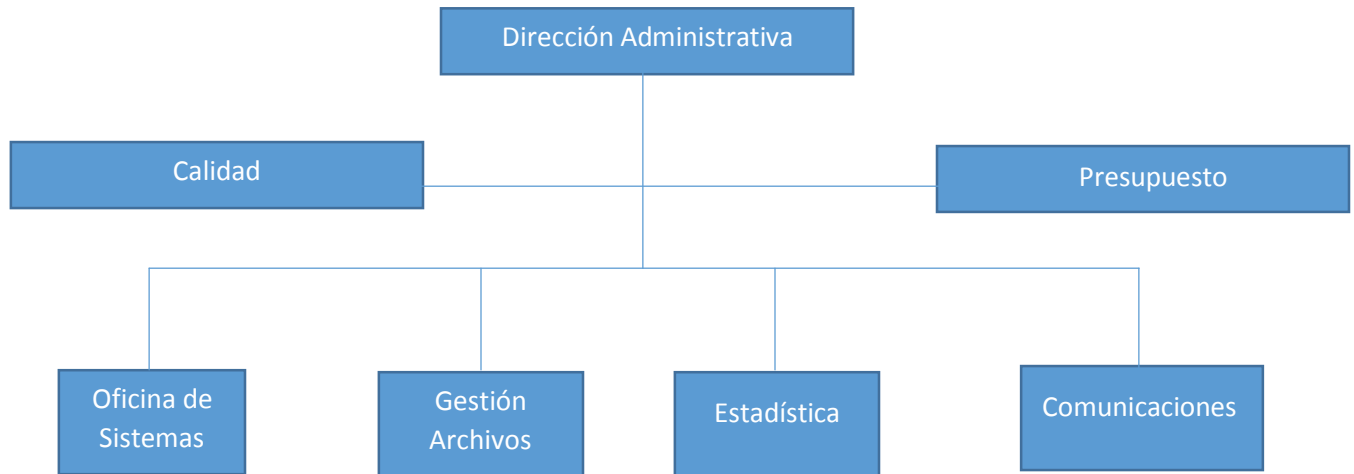 Dirección Administrativa
Calidad
Presupuesto
Oficina de
Sistemas
Gestión
Archivos
Estadística
Comunicaciones